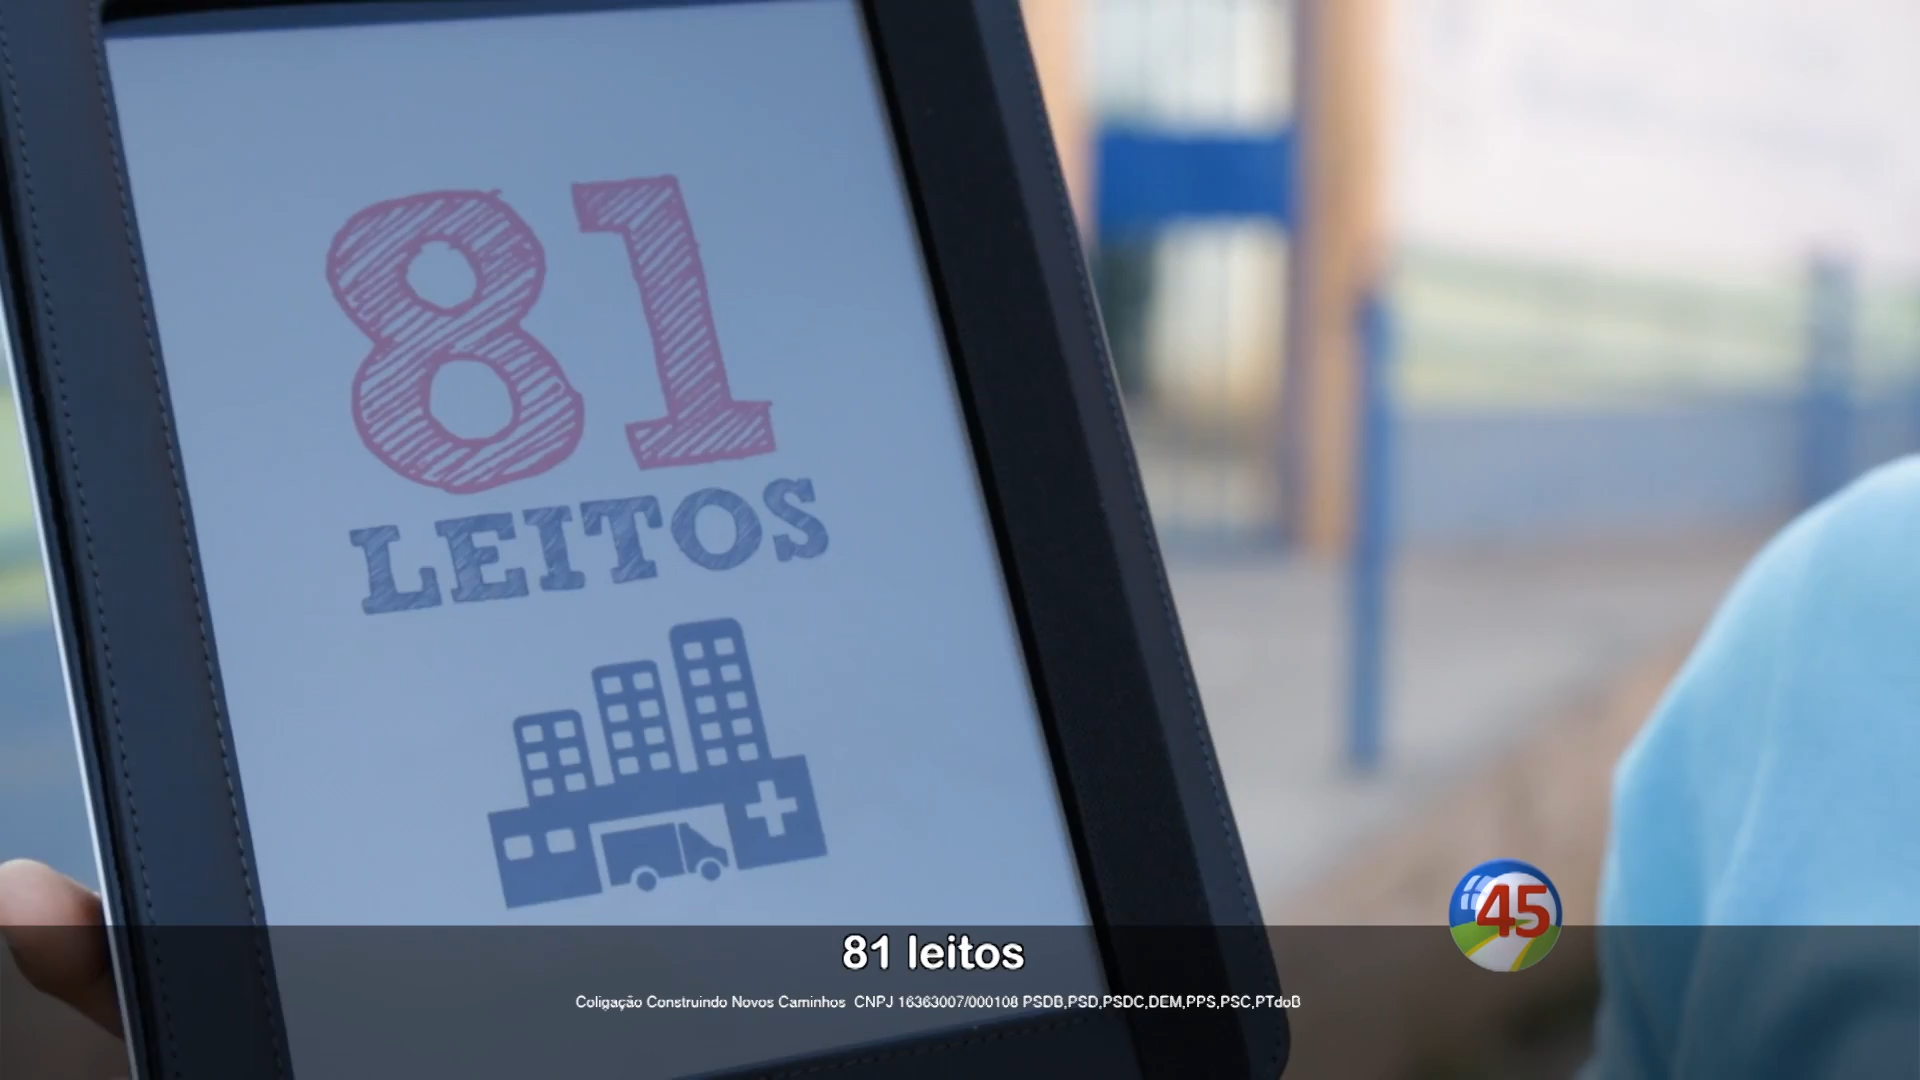 81
LEITOS
45
81 leitos
Coligação Construindo Novos Caminhos CNPJ 16363007/000108 PSDB,PSD,PSDC,DEM,PPS,PSC,PTdoB